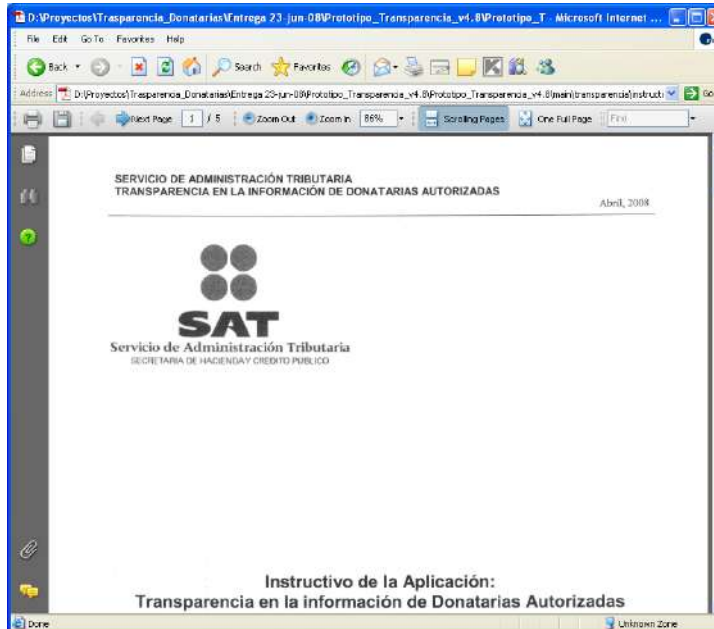 D:\Proyectos\Trasparencia_Donatarias\Entrega 23-jun-08\Prototipo_Transparencia_v4.8\Prototipo_T - Microsoft Internet ...
File Edit Go To Favorites Help
Back Search Favorites
Address D:\Proyectos\Trasparencia_Donatarias\Entrega 23-jun-08\Prototipo_Transparencia_v4.8\Prototipo_Transparencia_v4.8\main\transparencia\instructi Go
Next Page 1 / 5 Zoom Out Zoom In 86% Scrolling Pages One Full Page Find
SERVICIO DE ADMINISTRACIÓN TRIBUTARIA
TRANSPARENCIA EN LA INFORMACIÓN DE DONATARIAS AUTORIZADAS
Abril, 2008
SAT
Servicio de Administración Tributaria
SECRETARIA DE HACIENDA Y CREDITO PUBLICO
Instructivo de la Aplicación:
Transparencia en la información de Donatarias Autorizadas
Done Unknown Zone